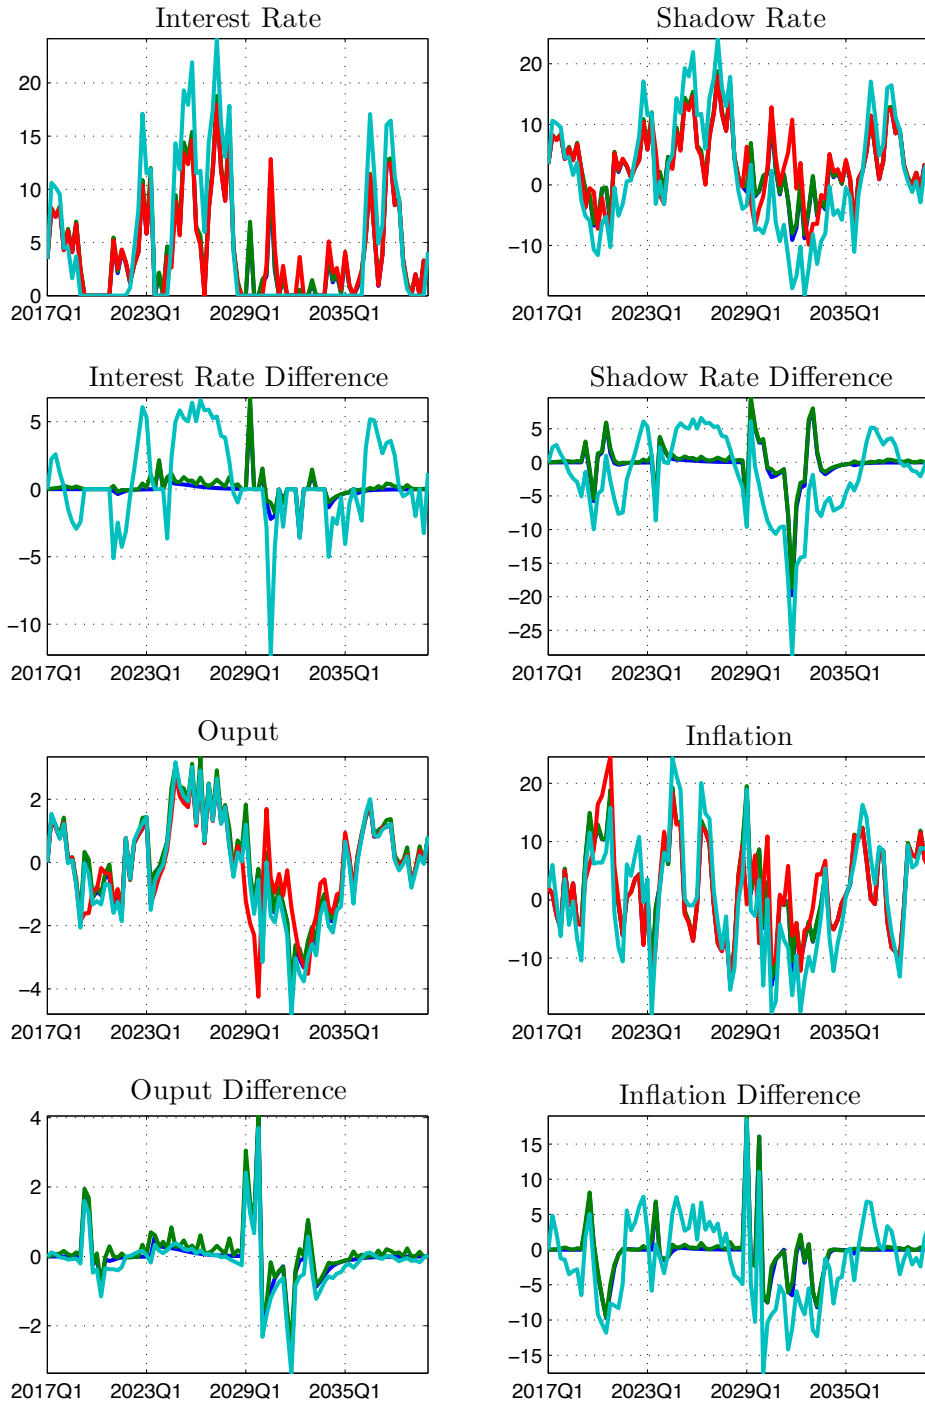 Interest Rate
Shadow Rate
20
15
10
5
0
2017Q1 2023Q1 2029Q1 2035Q1
20
10
0
−10
2017Q1 2023Q1 2029Q1 2035Q1
Interest Rate Difference
Shadow Rate Difference
5
0
−5
−10
2017Q1 2023Q1 2029Q1 2035Q1
5
0
−5
−10
−15
−20
−25
2017Q1 2023Q1 2029Q1 2035Q1
Ouput
Inflation
2
0
−2
−4
2017Q1 2023Q1 2029Q1 2035Q1
20
10
0
−10
2017Q1 2023Q1 2029Q1 2035Q1
Ouput Difference
Inflation Difference
4
2
0
−2
2017Q1 2023Q1 2029Q1 2035Q1
15
10
5
0
−5
−10
−15
2017Q1 2023Q1 2029Q1 2035Q1